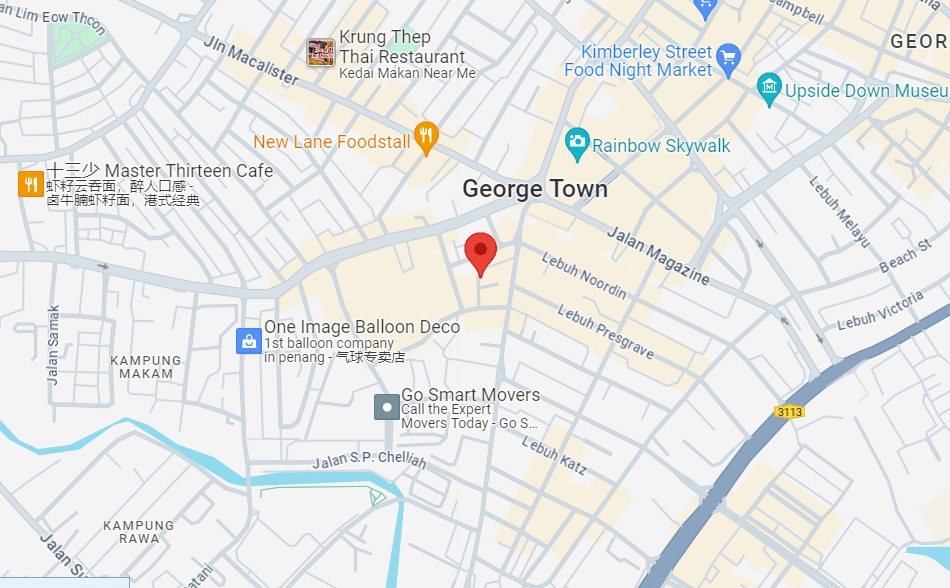 an Lim Eow Thon
Campbell
Krung Thep
Thai Restaurant
Kedai Makan Near Me
Jln Macalister
Kimberley Street
Food Night Market
GEOR
Upside Down Museu
New Lane Foodstall
Rainbow Skywalk
十三少 Master Thirteen Cafe
虾籽云吞面，醉人口感 -
卤牛腩虾籽面，港式经典
George Town
Lebuh Melayu
Jalan Magazine
Beach St
Lebuh Noordin
Lebuh Victoria
Lebuh Presgrave
Jalan Samak
One Image Balloon Deco
1st balloon company
in penang - 气球专卖店
KAMPUNG
MAKAM
Go Smart Movers
Call the Expert
Movers Today - Go S...
3113
Lebuh Katz
Jalan S.P. Chelliah
KAMPUNG
RAWA
Jalan Su
atani